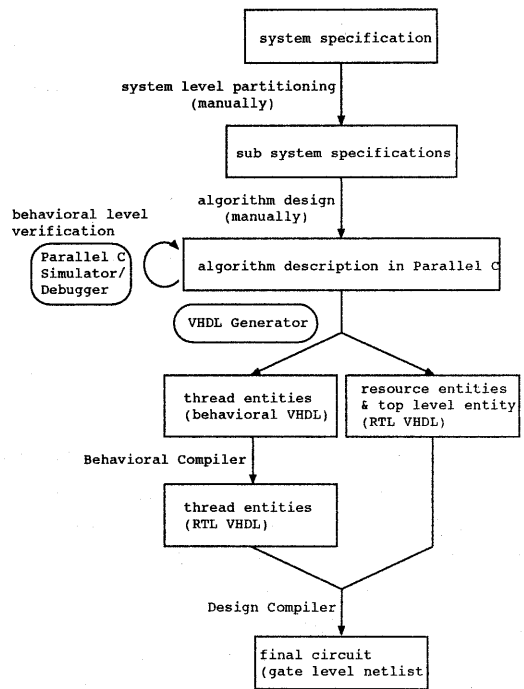 system specification
system level partitioning
(manually)
sub system specifications
algorithm design
(manually)
behavioral level
verification
Parallel C
Simulator/
Debugger
algorithm description in Parallel C
VHDL Generator
thread entities
(behavioral VHDL)
resource entities
& top level entity
(RTL VHDL)
Behavioral Compiler
thread entities
(RTL VHDL)
Design Compiler
final circuit
(gate level netlist